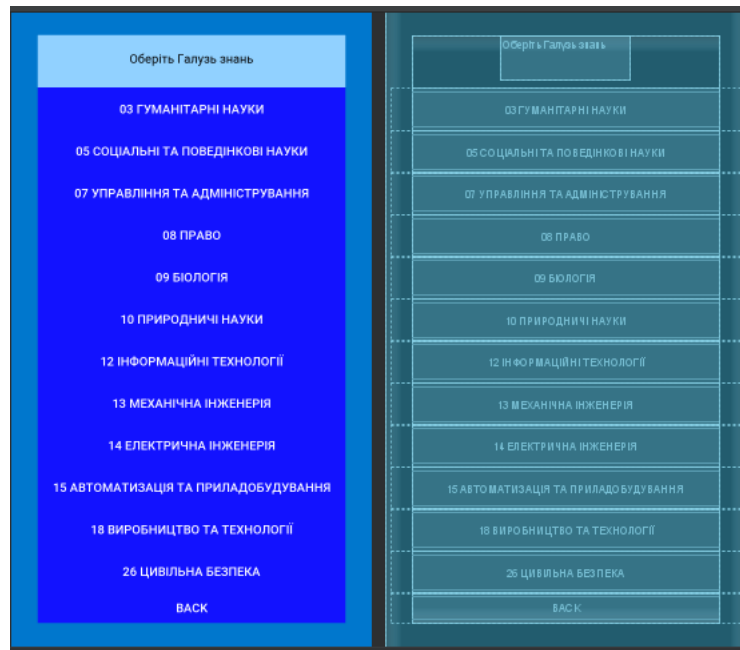 Оберіть Галузь знань
03 ГУМАНІТАРНІ НАУКИ
05 СОЦІАЛЬНІ ТА ПОВЕДІНКОВІ НАУКИ
07 УПРАВЛІННЯ ТА АДМІНІСТРУВАННЯ
08 ПРАВО
09 БІОЛОГІЯ
10 ПРИРОДНИЧІ НАУКИ
12 ІНФОРМАЦІЙНІ ТЕХНОЛОГІЇ
13 МЕХАНІЧНА ІНЖЕНЕРІЯ
14 ЕЛЕКТРИЧНА ІНЖЕНЕРІЯ
15 АВТОМАТИЗАЦІЯ ТА ПРИЛАДОБУДУВАННЯ
18 ВИРОБНИЦТВО ТА ТЕХНОЛОГІЇ
26 ЦИВІЛЬНА БЕЗПЕКА
BACK
Оберіть Галузь знань
03 ГУМАНІТАРНІ НАУКИ
05 СОЦІАЛЬНІ ТА ПОВЕДІНКОВІ НАУКИ
07 УПРАВЛІННЯ ТА АДМІНІСТРУВАННЯ
08 ПРАВО
09 БІОЛОГІЯ
10 ПРИРОДНИЧІ НАУКИ
12 ІНФОРМАЦІЙНІ ТЕХНОЛОГІЇ
13 МЕХАНІЧНА ІНЖЕНЕРІЯ
14 ЕЛЕКТРИЧНА ІНЖЕНЕРІЯ
15 АВТОМАТИЗАЦІЯ ТА ПРИЛАДОБУДУВАННЯ
18 ВИРОБНИЦТВО ТА ТЕХНОЛОГІЇ
26 ЦИВІЛЬНА БЕЗПЕКА
BACK